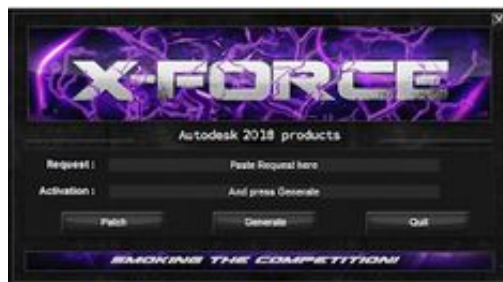 X-FORCE
Autodesk 2018 products
Request :
Paste Request here
Activation :
And press Generate
Patch
Generate
Quit
SMOKING THE COMPETITION!